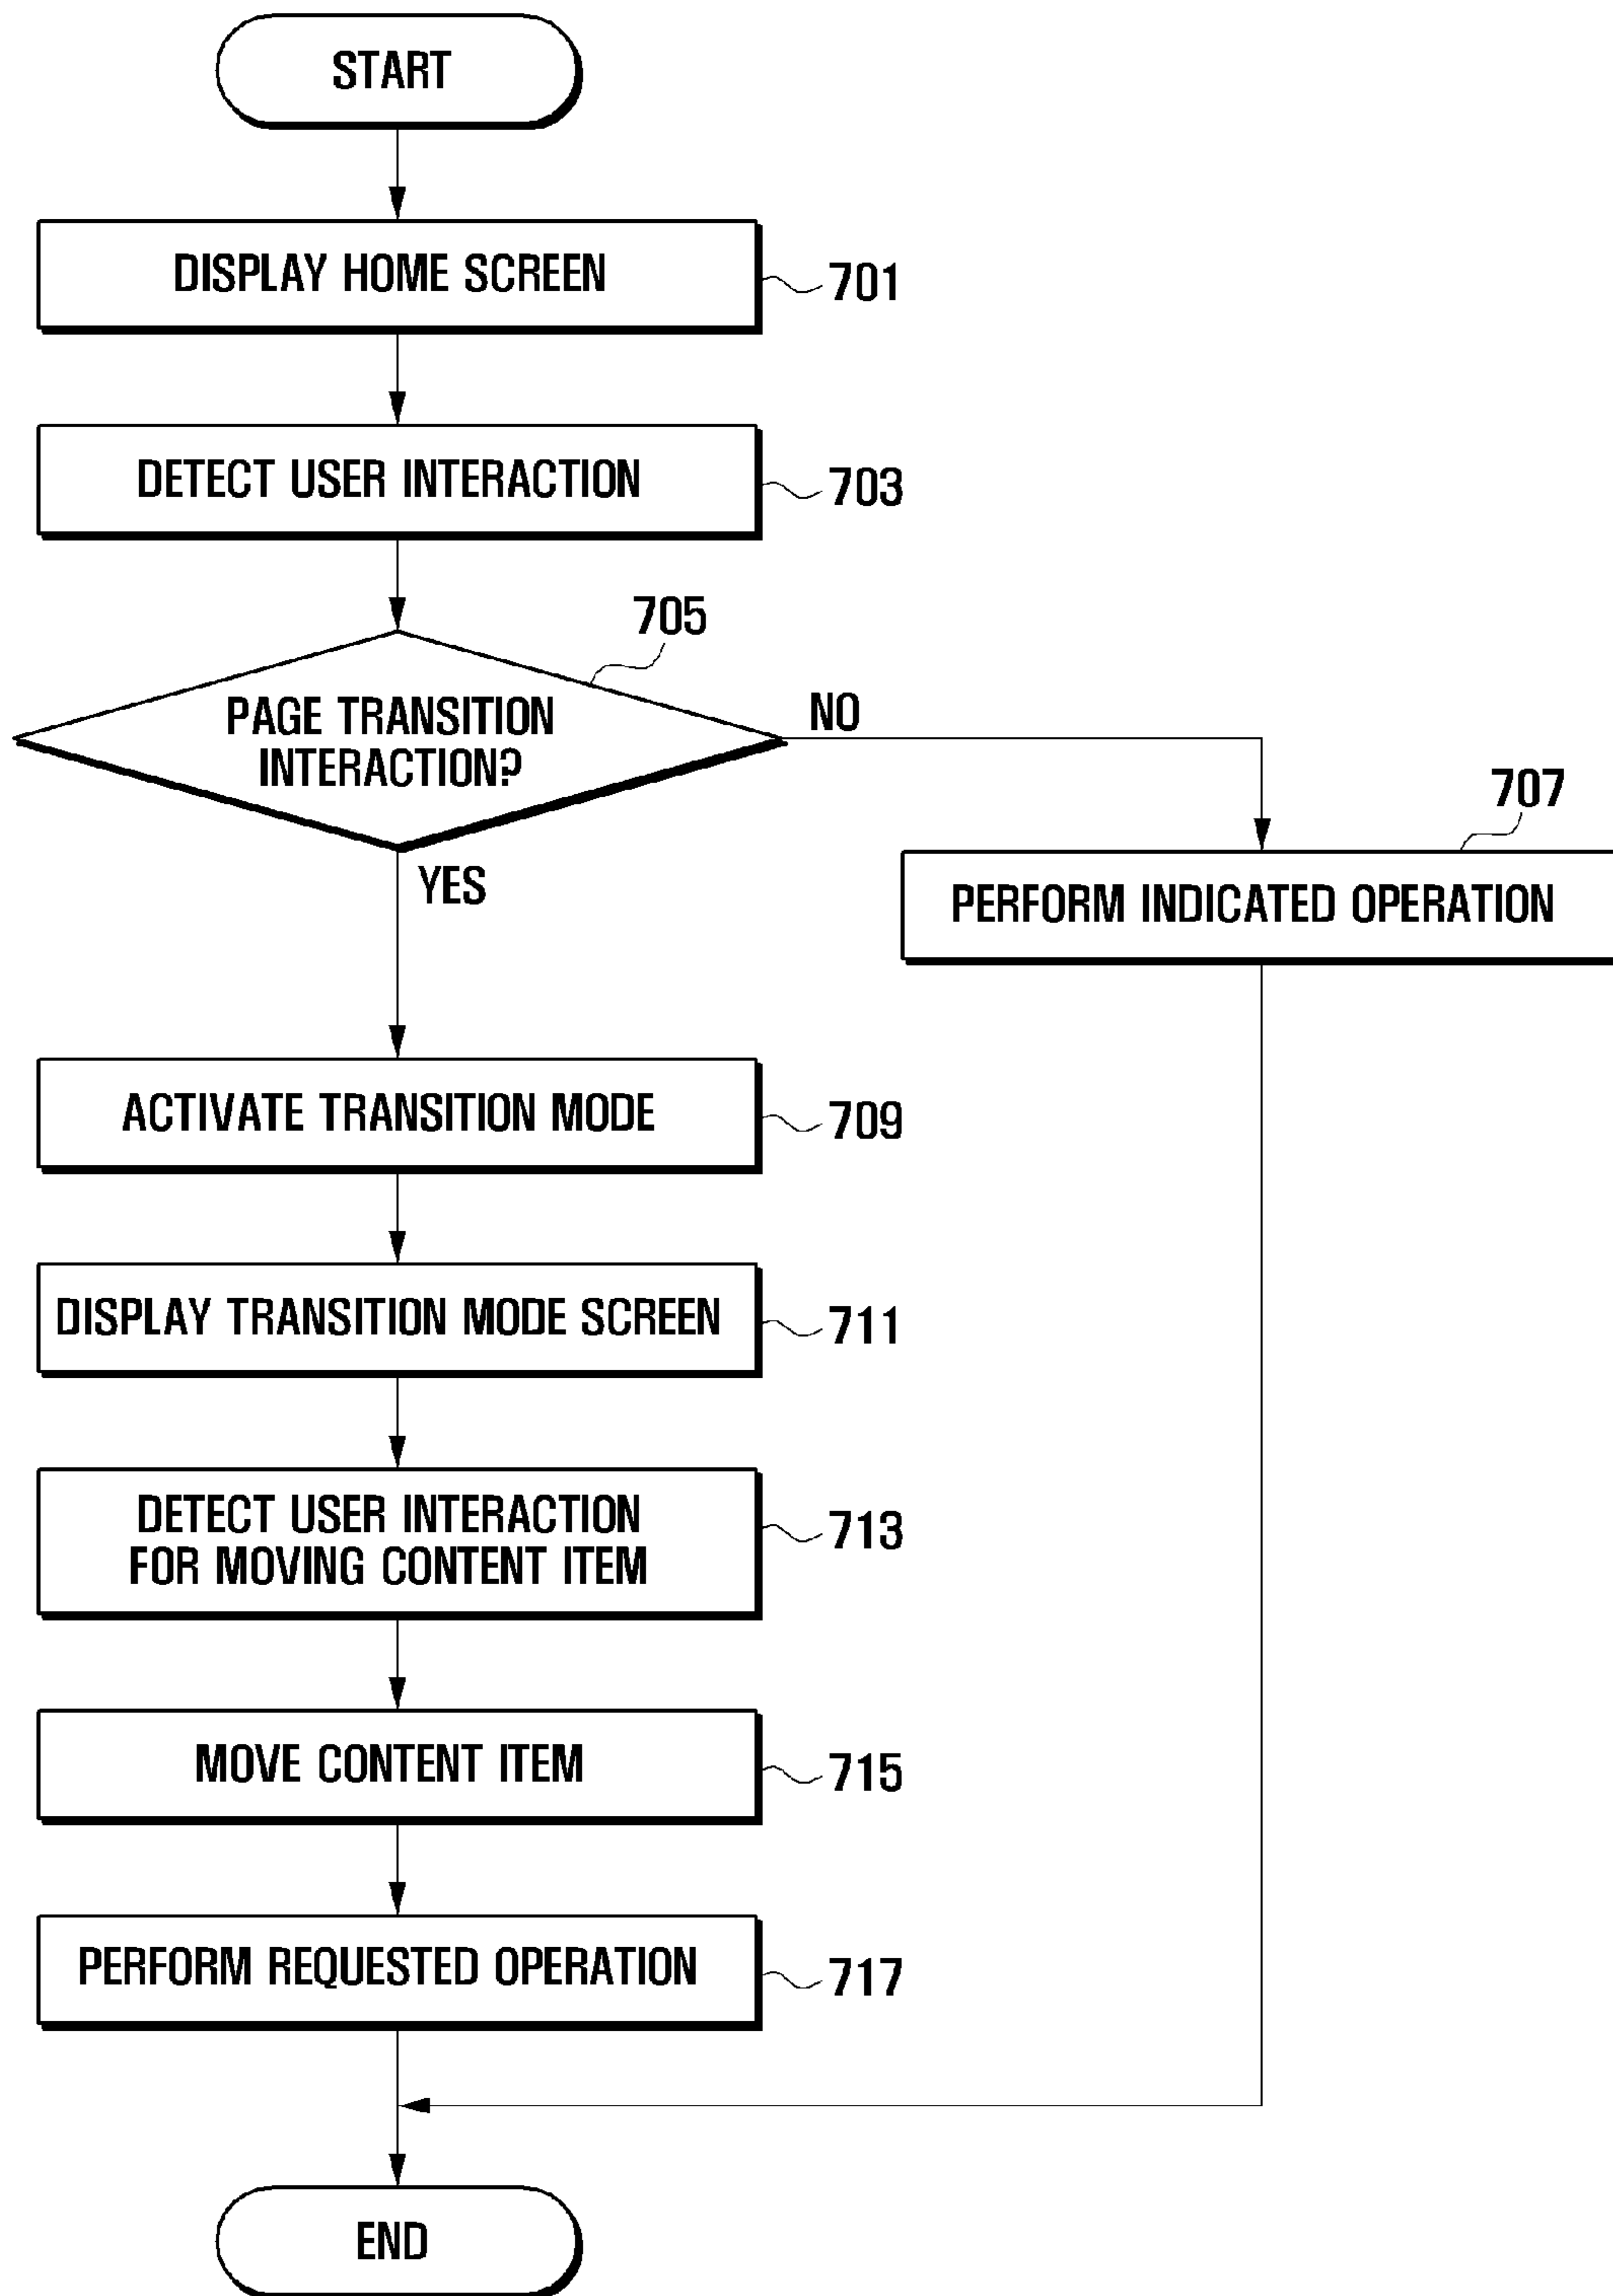 START
DISPLAY HOME SCREEN
701
DETECT USER INTERACTION
703
705
PAGE TRANSITION
INTERACTION?
NO
YES
707
PERFORM INDICATED OPERATION
ACTIVATE TRANSITION MODE
709
DISPLAY TRANSITION MODE SCREEN
711
DETECT USER INTERACTION
FOR MOVING CONTENT ITEM
713
MOVE CONTENT ITEM
715
PERFORM REQUESTED OPERATION
717
END